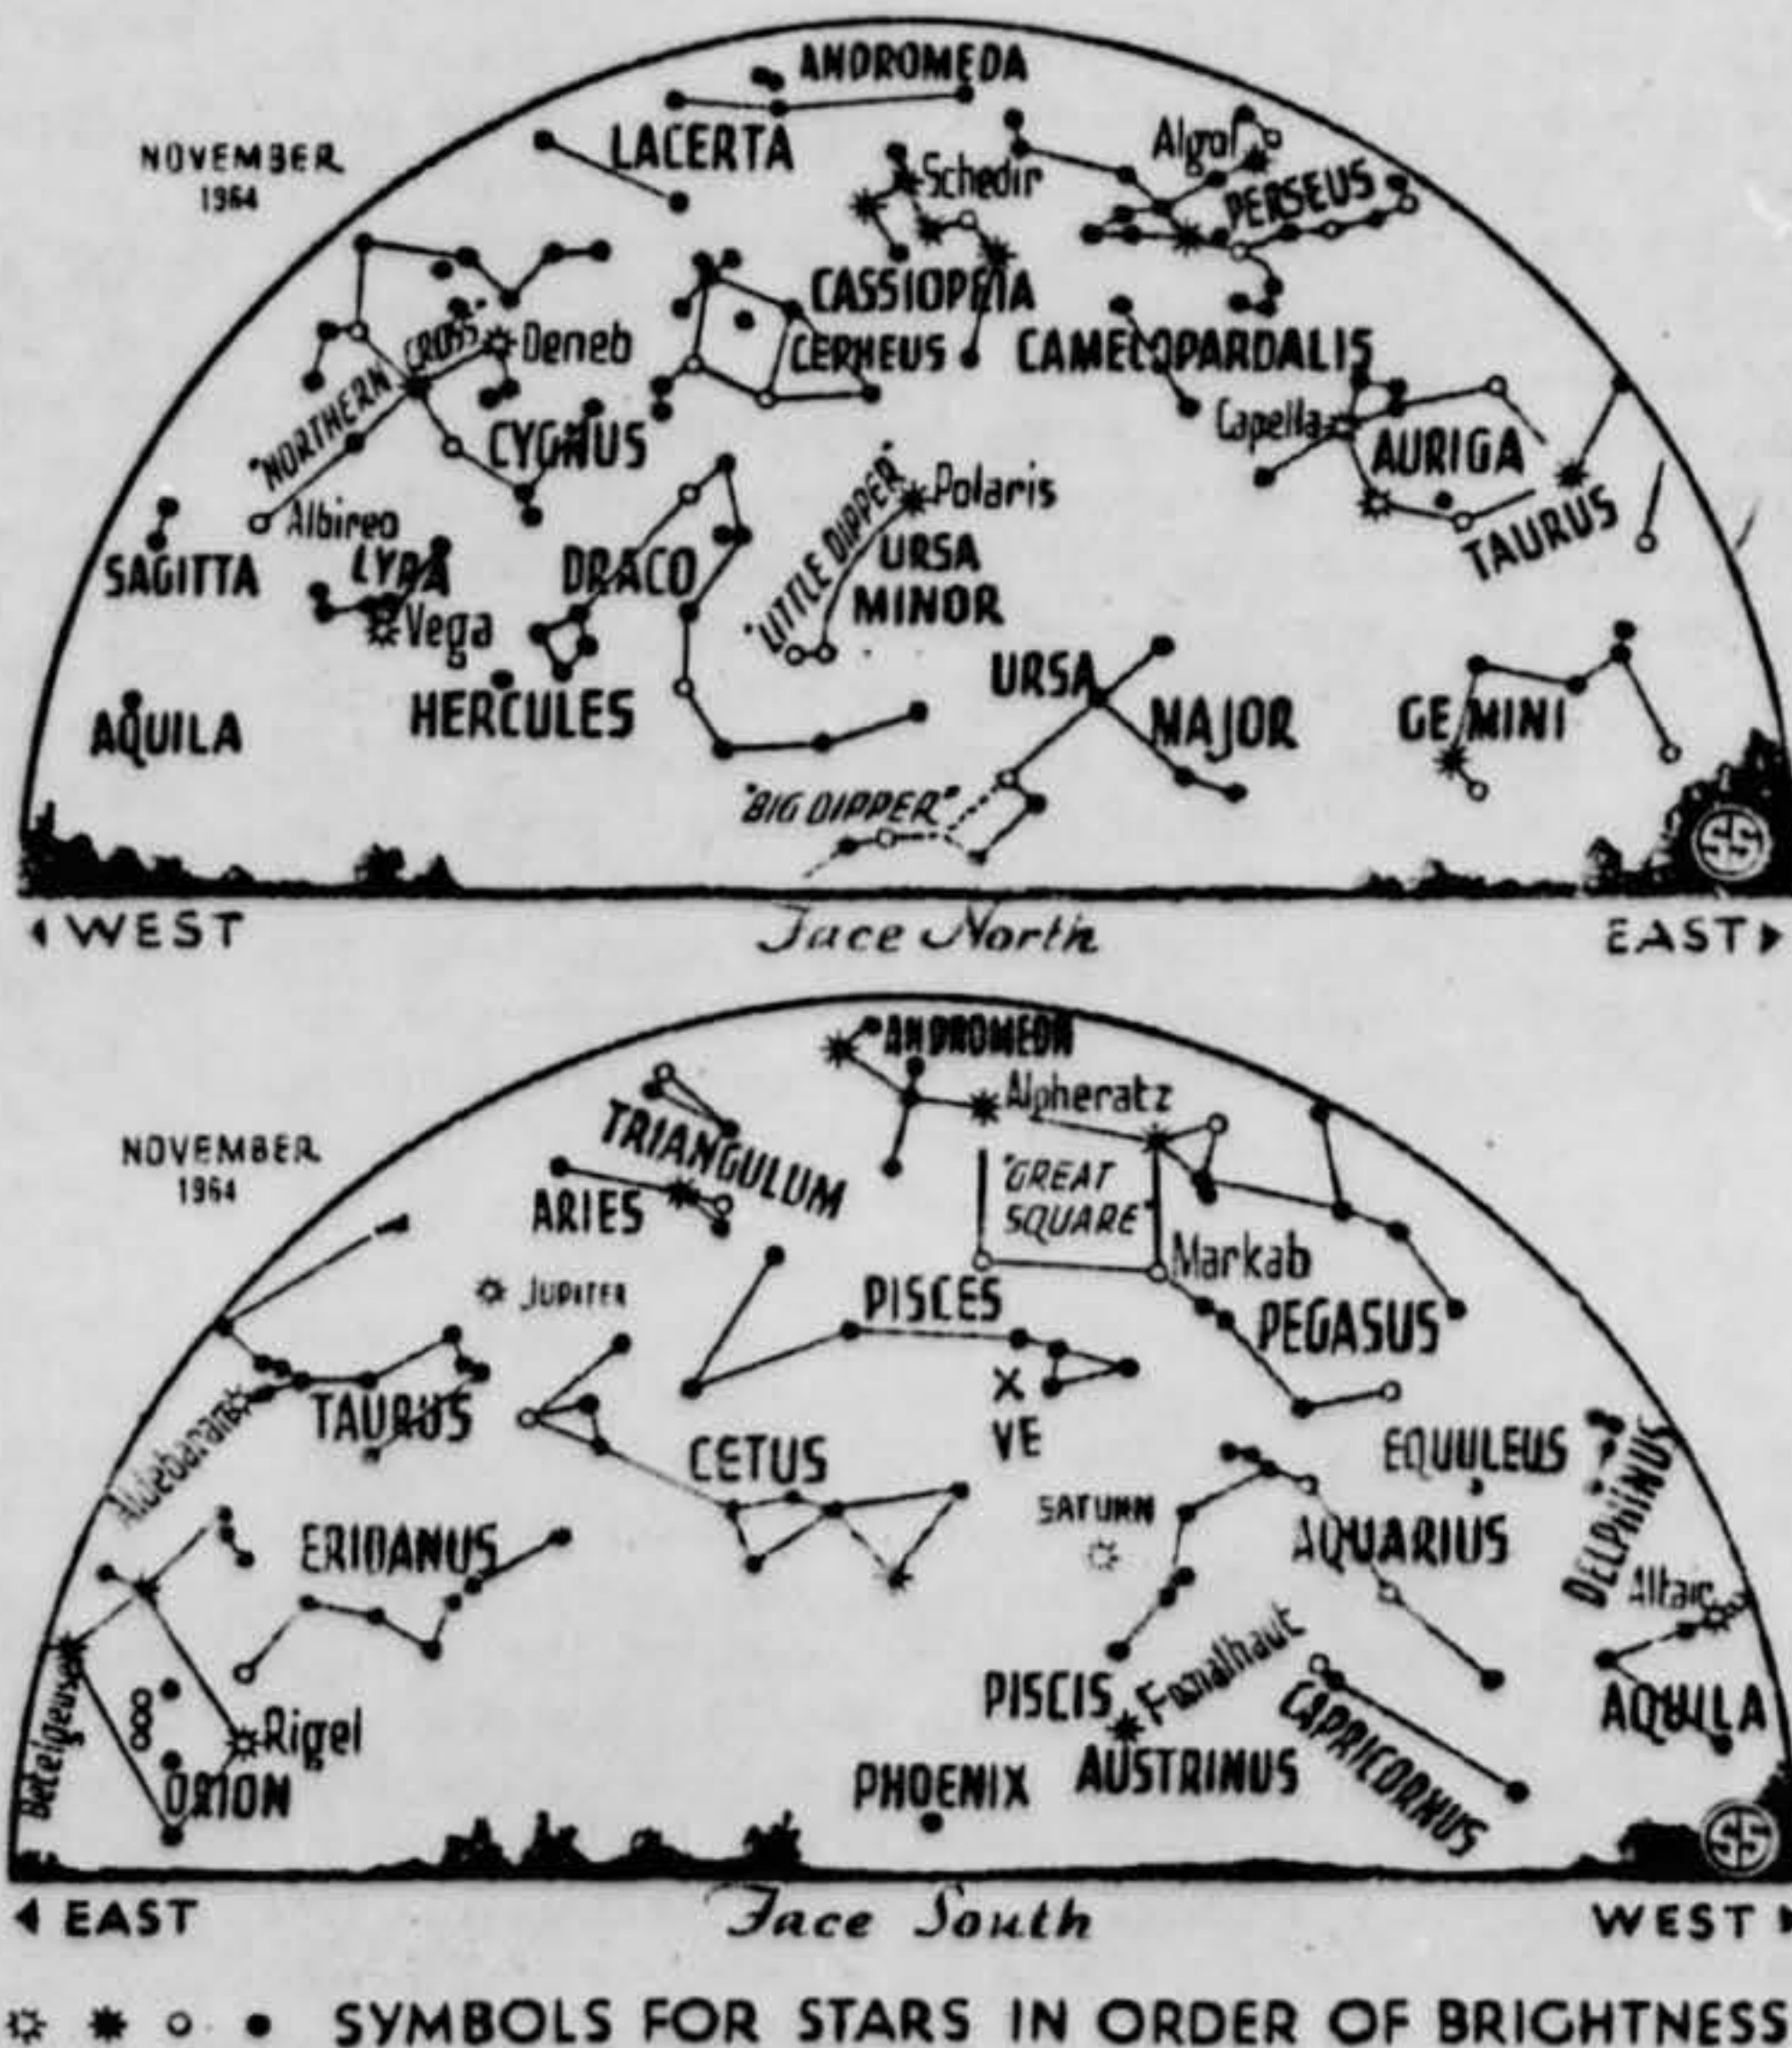 ANDROMEDA
LACERTA
NOVEMBER
1964
Algol
Schedir
PERSEUS
CASSIOPEIA
"NORTHERN CROSS"
Deneb
CEPHEUS
CAMELOPARDALIS
Capella
CYGNUS
AURIGA
"LITTLE DIPPER"
Polaris
Albireo
TAURUS
SAGITTA
LYRA
DRACO
URSA
MINOR
Vega
URSA
MAJOR
HERCULES
GEMINI
AQUILA
"BIG DIPPER"
SS
WEST
Face North
EAST
ANDROMEDA
Alpheratz
TRIANGULUM
NOVEMBER
1964
"GREAT
SQUARE"
ARIES
Markab
JUPITER
PISCES
PEGASUS
X
VE
TAURUS
Aldebaran
CETUS
EQUULEUS
DELPHINUS
SATURN
AQUARIUS
ERIDANUS
Altair
Fomalhaut
PISCIS
AUSTRINUS
CAPRICORNUS
AQUILA
Betelgeuse
Rigel
ORION
PHOENIX
SS
EAST
Face South
WEST
SYMBOLS FOR STARS IN ORDER OF BRIGHTNESS